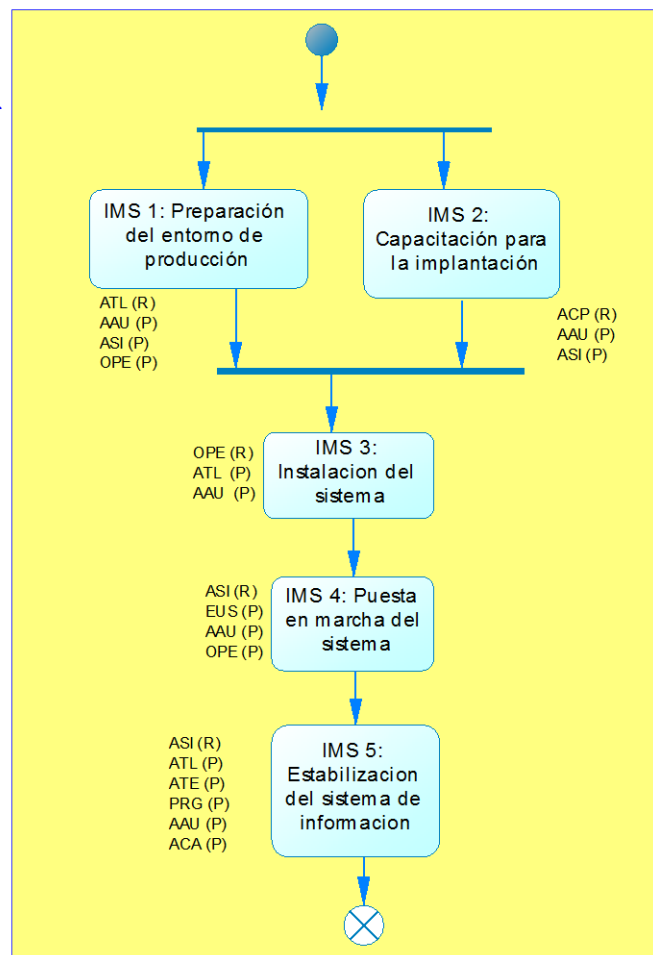 IMS 1: Preparación
del entorno de
producción
IMS 2:
Capacitación para
la implantación
ATL (R)
AAU (P)
ASI (P)
OPE (P)
ACP (R)
AAU (P)
ASI (P)
OPE (R)
ATL (P)
AAU (P)
IMS 3:
Instalacion del
sistema
ASI (R)
EUS (P)
AAU (P)
OPE (P)
IMS 4: Puesta
en marcha del
sistema
ASI (R)
ATL (P)
ATE (P)
PRG (P)
AAU (P)
ACA (P)
IMS 5:
Estabilizacion
del sistema de
informacion